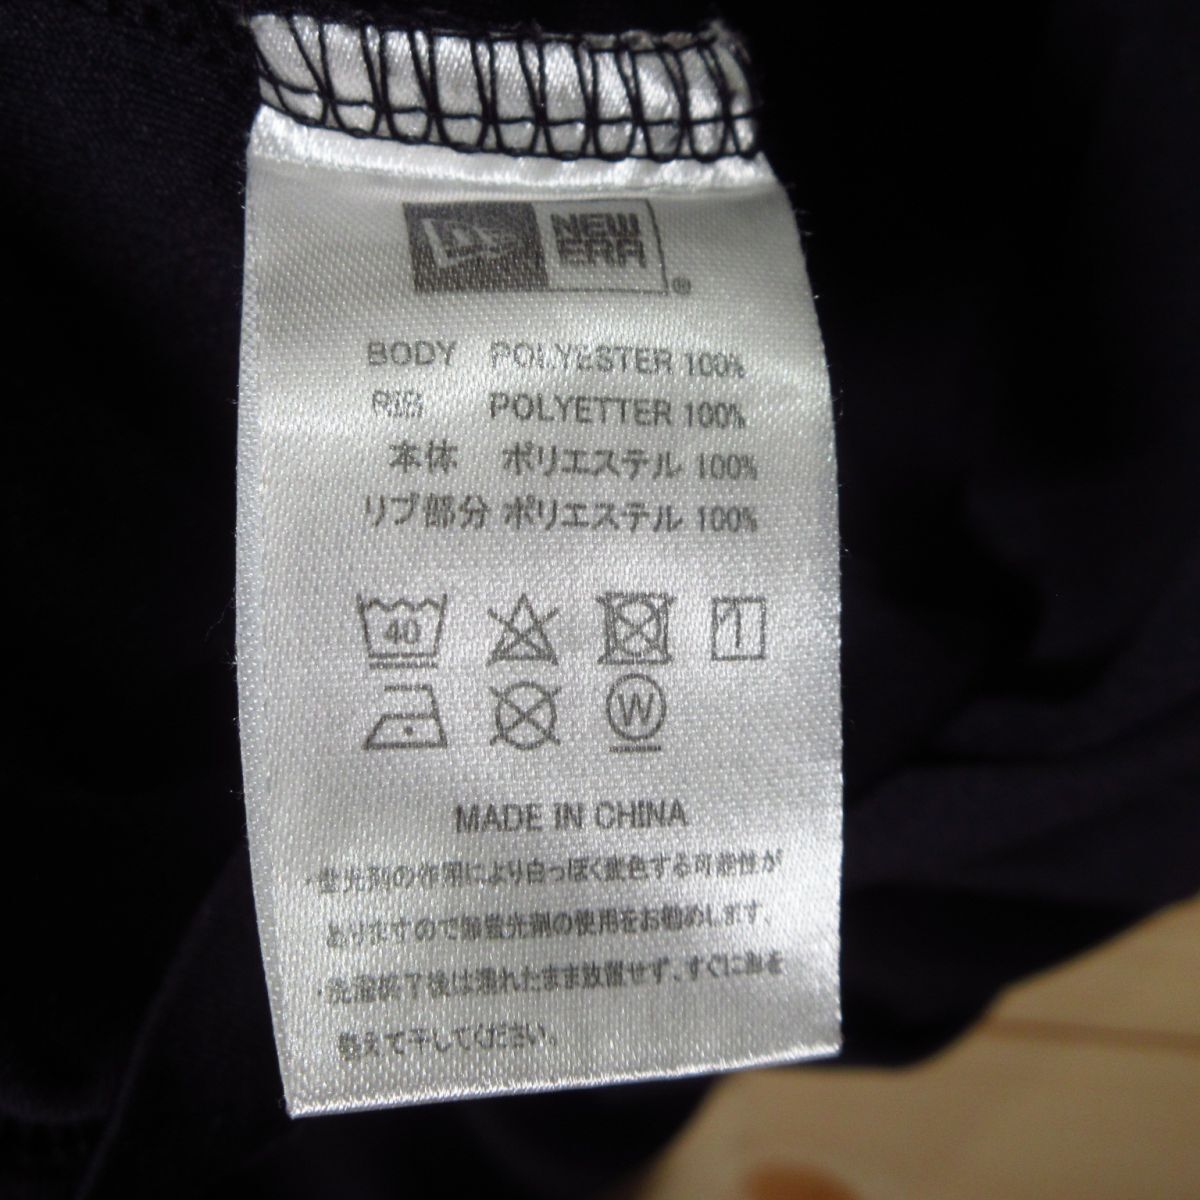 NEW
ERA
®
BODY POLYESTER 100%
RIB POLYETTER 100%
本体 ポリエステル 100%
リブ部分 ポリエステル 100%
40
W
MADE IN CHINA
・蛍光剤の作用により白っぽく変色する可能性が
ありますので無蛍光剤の使用をお勧めします。
・洗濯終了後は濡れたまま放置せず、すぐに形を
整えて干してください。